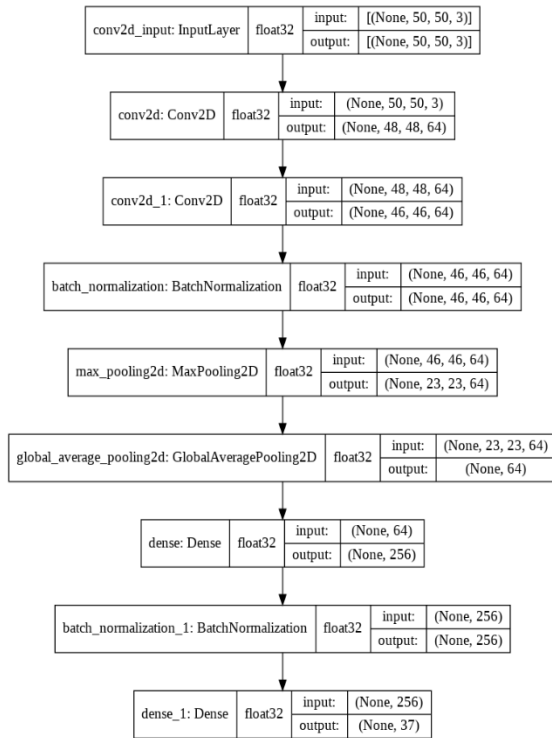 conv2d_input: InputLayer float32 input: [(None, 50, 50, 3)]
output: [(None, 50, 50, 3)]
conv2d: Conv2D float32 input: (None, 50, 50, 3)
output: (None, 48, 48, 64)
conv2d_1: Conv2D float32 input: (None, 48, 48, 64)
output: (None, 46, 46, 64)
batch_normalization: BatchNormalization float32 input: (None, 46, 46, 64)
output: (None, 46, 46, 64)
max_pooling2d: MaxPooling2D float32 input: (None, 46, 46, 64)
output: (None, 23, 23, 64)
global_average_pooling2d: GlobalAveragePooling2D float32 input: (None, 23, 23, 64)
output: (None, 64)
dense: Dense float32 input: (None, 64)
output: (None, 256)
batch_normalization_1: BatchNormalization float32 input: (None, 256)
output: (None, 256)
dense_1: Dense float32 input: (None, 256)
output: (None, 37)